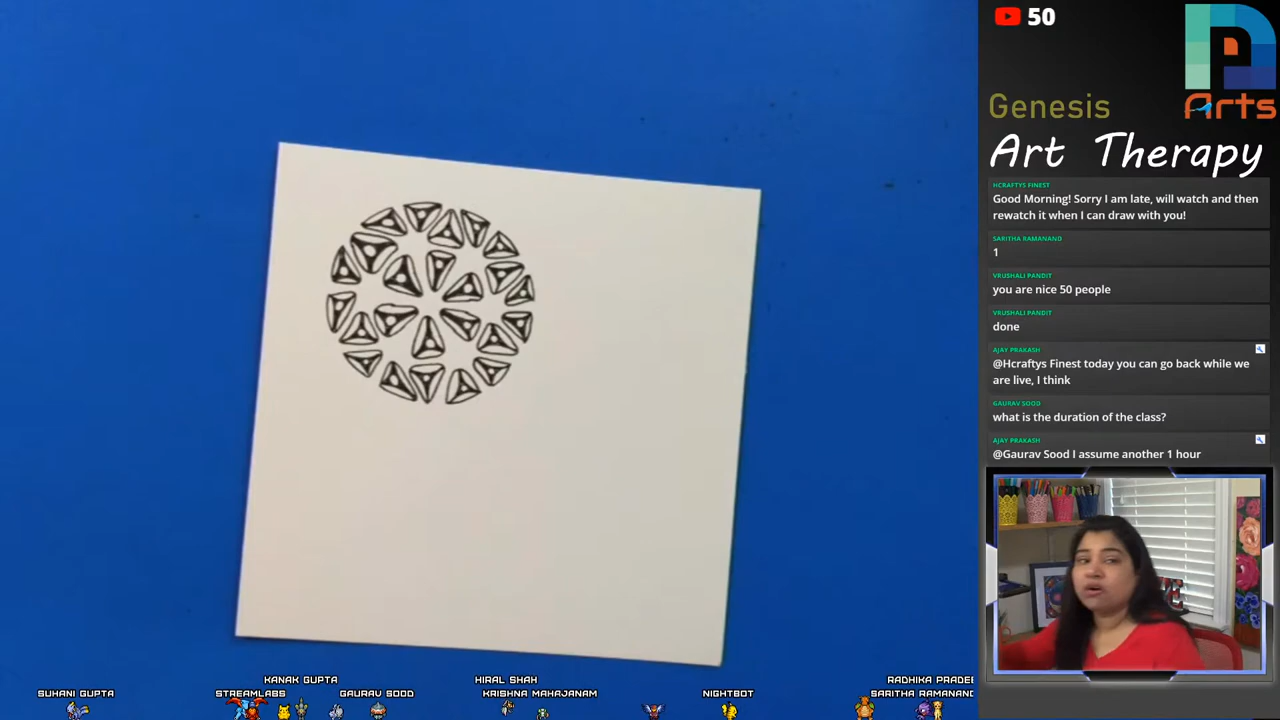 50
Arts
Genesis
Art Therapy
HCRAFTYS FINEST
Good Morning! Sorry I am late, will watch and then
rewatch it when I can draw with you!
SARITHA RAMANAND
1
VRUSHALI PANDIT
you are nice 50 people
VRUSHALI PANDIT
done
AJAY PRAKASH
@Hcraftys Finest today you can go back while we
are live, I think
GAURAV SOOD
what is the duration of the class?
AJAY PRAKASH
@Gaurav Sood I assume another 1 hour
KANAK GUPTA
HIRAL SHAH
RADHIKA PRADEE
SUHANI GUPTA
STREAMLABS
GAURAV SOOD
KRISHNA MAHAJANAM
NIGHTBOT
SARITHA RAMANAND